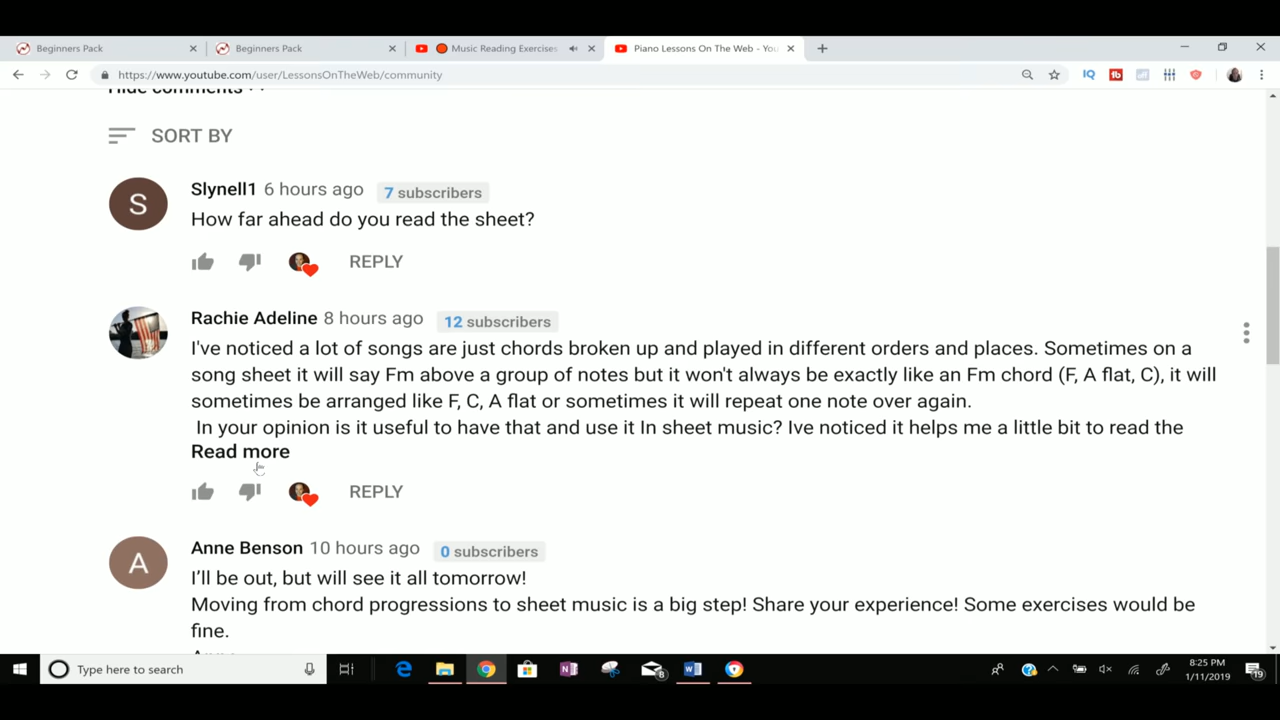 Beginners Pack
Beginners Pack
Music Reading Exercises
Piano Lessons On The Web - You
https://www.youtube.com/user/LessonsOnTheWeb/community
Hide comments
SORT BY
S
Slynell1 6 hours ago 7 subscribers
How far ahead do you read the sheet?
REPLY
Rachie Adeline 8 hours ago 12 subscribers
I've noticed a lot of songs are just chords broken up and played in different orders and places. Sometimes on a
song sheet it will say Fm above a group of notes but it won't always be exactly like an Fm chord (F, A flat, C), it will
sometimes be arranged like F, C, A flat or sometimes it will repeat one note over again.
In your opinion is it useful to have that and use it In sheet music? Ive noticed it helps me a little bit to read the
Read more
REPLY
A
Anne Benson 10 hours ago 0 subscribers
I'll be out, but will see it all tomorrow!
Moving from chord progressions to sheet music is a big step! Share your experience! Some exercises would be
fine.
Type here to search
8:25 PM
1/11/2019
19